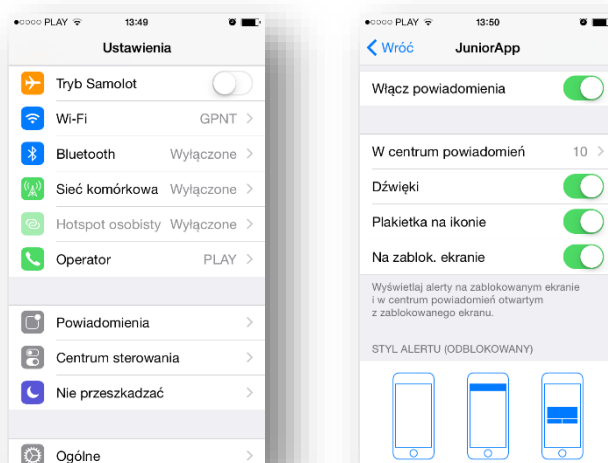 PLAY 13:49
Ustawienia
Tryb Samolot
Wi-Fi GPNT
Bluetooth Wyłączone
Sieć komórkowa Wyłączone
Hotspot osobisty Wyłączone
Operator PLAY
Powiadomienia
Centrum sterowania
Nie przeszkadzać
Ogólne
PLAY 13:50
Wróć JuniorApp
Włącz powiadomienia
W centrum powiadomień 10
Dźwięki
Plakietka na ikonie
Na zablok. ekranie
Wyświetlaj alerty na zablokowanym ekranie
i w centrum powiadomień otwartym
z zablokowanego ekranu.
STYL ALERTU (ODBLOKOWANY)